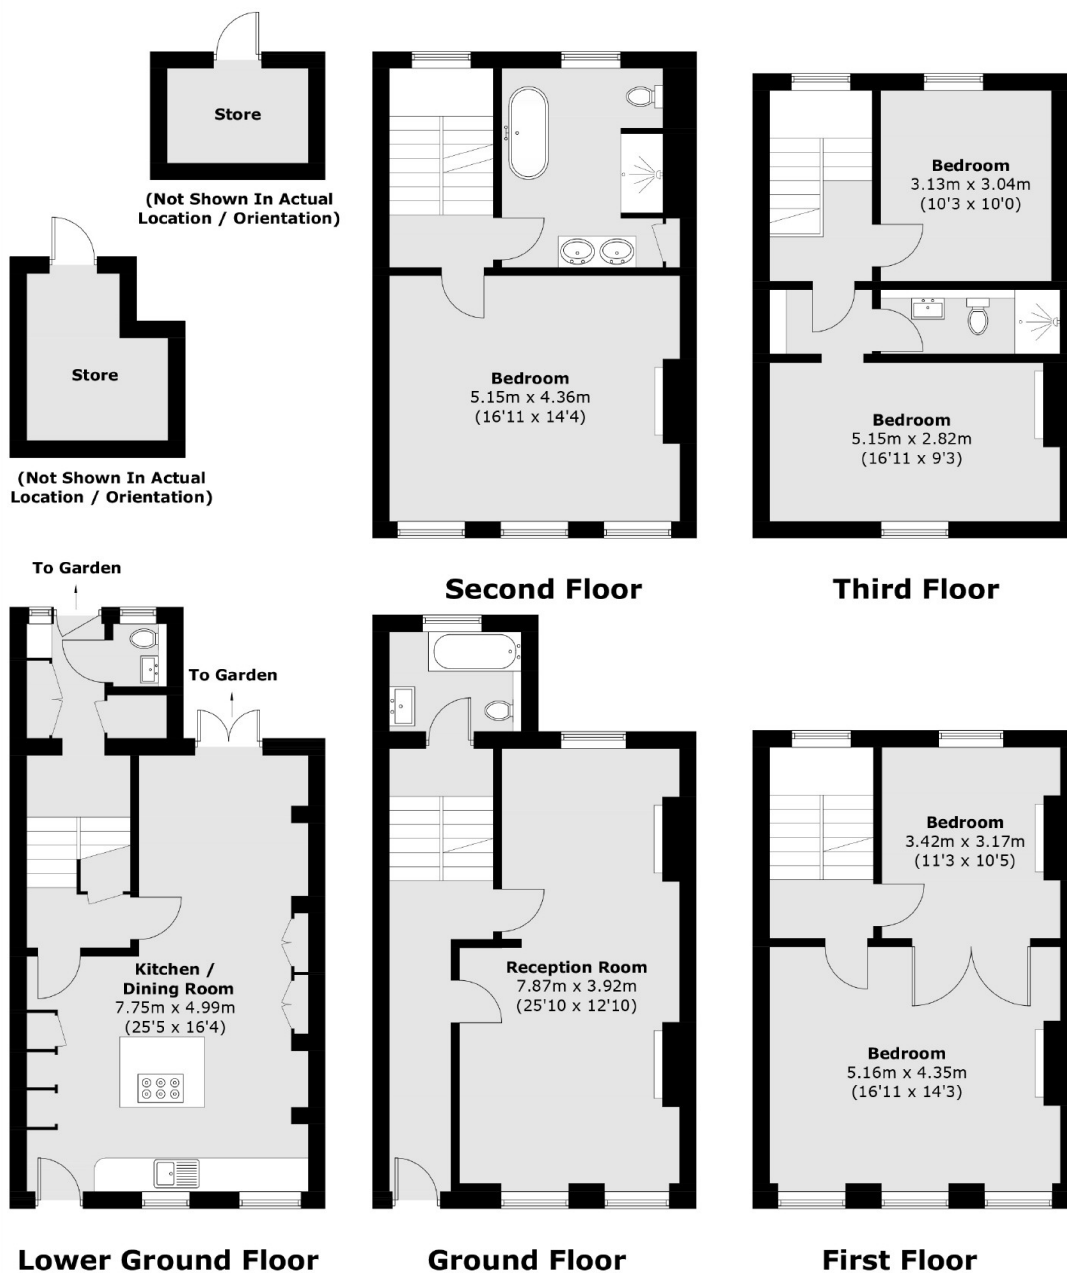 Store
(Not Shown In Actual
Location / Orientation)
Store
(Not Shown In Actual
Location / Orientation)
Bedroom
5.15m x 4.36m
(16'11 x 14'4)
Second Floor
Bedroom
3.13m x 3.04m
(10'3 x 10'0)
Bedroom
5.15m x 2.82m
(16'11 x 9'3)
Third Floor
To Garden
To Garden
Kitchen /
Dining Room
7.75m x 4.99m
(25'5 x 16'4)
Lower Ground Floor
Reception Room
7.87m x 3.92m
(25'10 x 12'10)
Ground Floor
Bedroom
3.42m x 3.17m
(11'3 x 10'5)
Bedroom
5.16m x 4.35m
(16'11 x 14'3)
First Floor